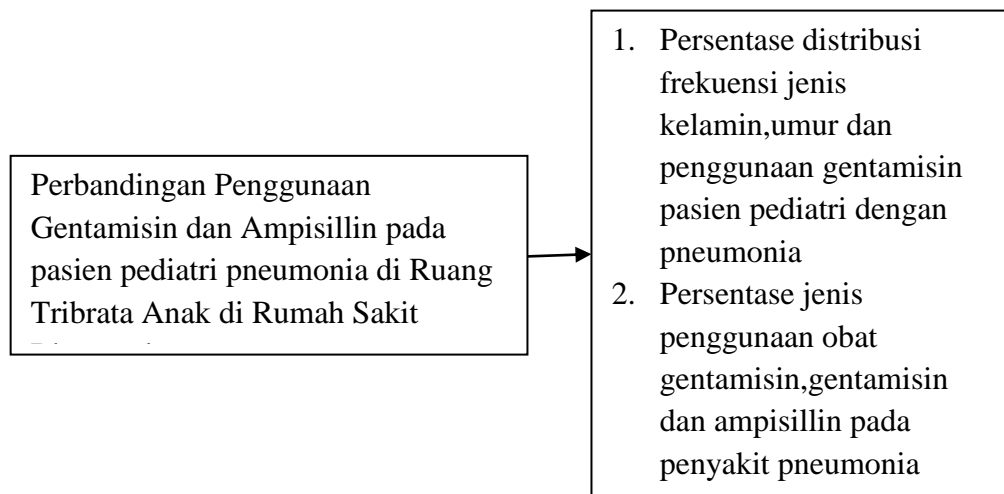 Perbandingan Penggunaan
Gentamisin dan Ampisillin pada
pasien pediatri pneumonia di Ruang
Tribrata Anak di Rumah Sakit
1. Persentase distribusi
frekuensi jenis
kelamin,umur dan
penggunaan gentamisin
pasien pediatri dengan
pneumonia
2. Persentase jenis
penggunaan obat
gentamisin,gentamisin
dan ampisillin pada
penyakit pneumonia